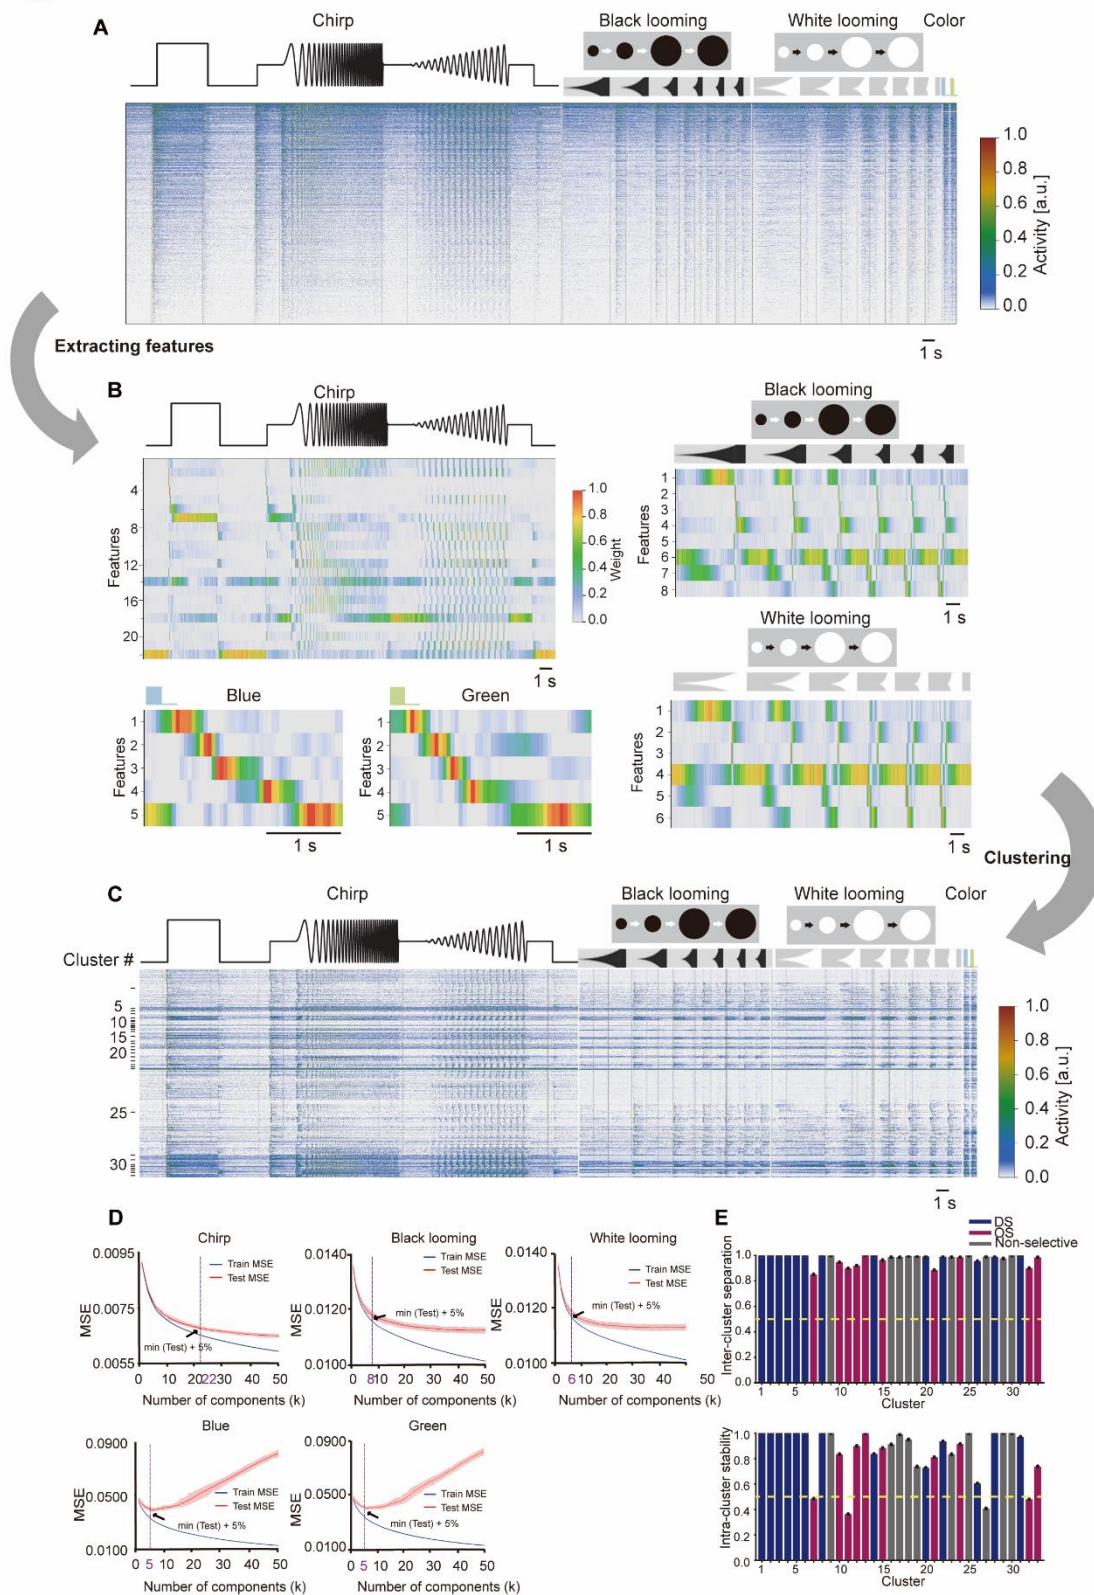 A
Chirp
Black looming
White looming
Color
1.0
0.8
0.6
0.4
0.2
0.0
Activity [a.u.]
1 s
Extracting features
B
Chirp
Features
4
8
12
16
20
1.0
0.8
0.6
0.4
0.2
0.0
Weight
1 s
Black looming
Features
1
2
3
4
5
6
7
8
1 s
White looming
Features
1
2
3
4
5
6
1 s
Blue
Features
1
2
3
4
5
1 s
Green
Features
1
2
3
4
5
1 s
Clustering
C
Chirp
Black looming
White looming
Color
Cluster #
5
10
15
20
25
30
1.0
0.8
0.6
0.4
0.2
0.0
Activity [a.u.]
1 s
D
Chirp
MSE
0.0095
0.0075
0.0055
Train MSE
Test MSE
min (Test) + 5%
0 10 20 22 30 40 50
Number of components (k)
Black looming
MSE
0.0140
0.0120
0.0100
Train MSE
Test MSE
min (Test) + 5%
0 8 10 20 30 40 50
Number of components (k)
White looming
MSE
0.0140
0.0120
0.0100
Train MSE
Test MSE
min (Test) + 5%
0 6 10 20 30 40 50
Number of components (k)
Blue
MSE
0.0900
0.0500
0.0100
Train MSE
Test MSE
min (Test) + 5%
0 5 10 20 30 40 50
Number of components (k)
Green
MSE
0.0900
0.0500
0.0100
Train MSE
Test MSE
min (Test) + 5%
0 5 10 20 30 40 50
Number of components (k)
E
DS
OS
Non-selective
Inter-cluster separation
1.0
0.8
0.6
0.4
0.2
0.0
1 5 10 15 20 25 30
Cluster
Intra-cluster stability
1.0
0.8
0.6
0.4
0.2
0.0
1 5 10 15 20 25 30
Cluster